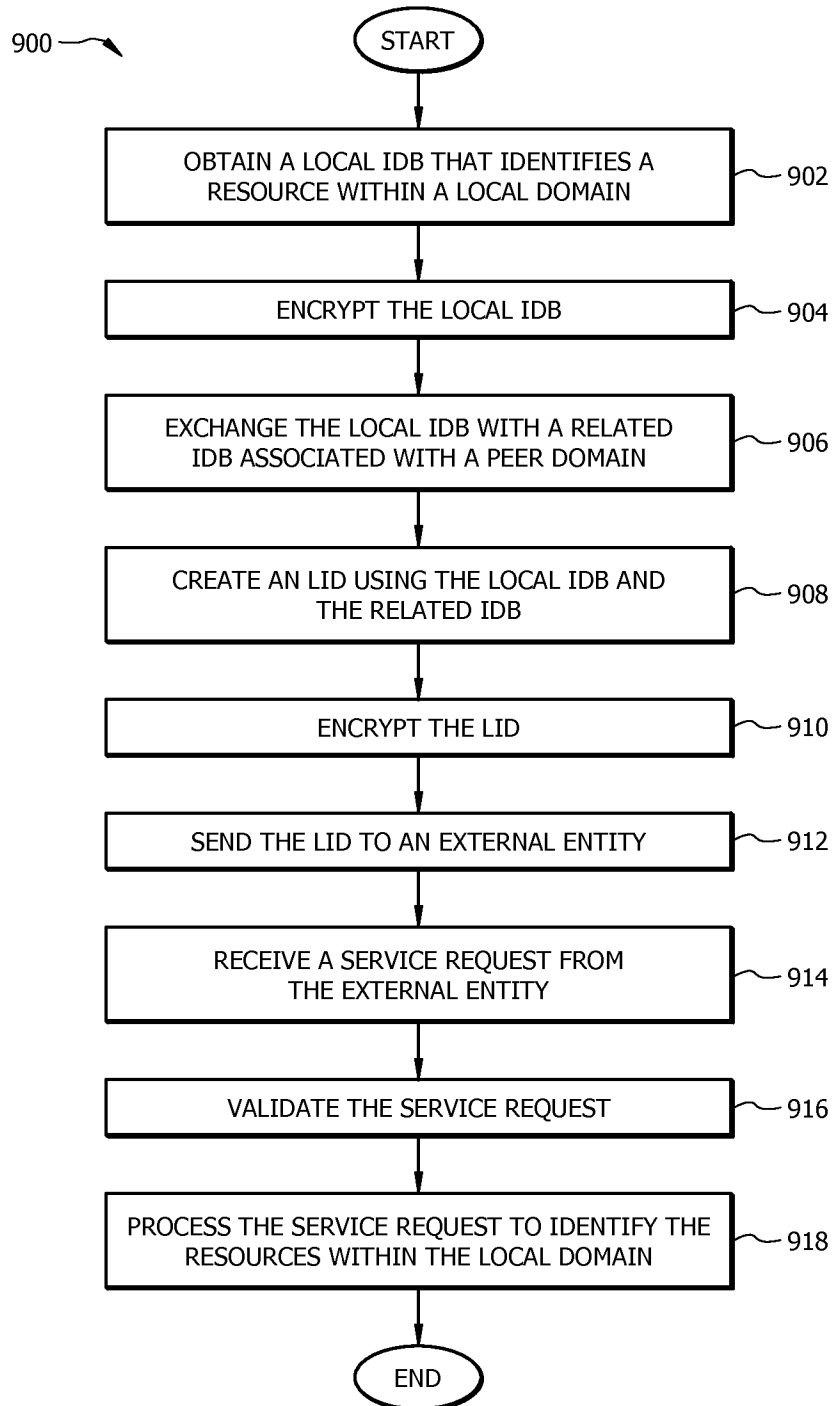 900
START
OBTAIN A LOCAL IDB THAT IDENTIFIES A
RESOURCE WITHIN A LOCAL DOMAIN
902
ENCRYPT THE LOCAL IDB
904
EXCHANGE THE LOCAL IDB WITH A RELATED
IDB ASSOCIATED WITH A PEER DOMAIN
906
CREATE AN LID USING THE LOCAL IDB AND
THE RELATED IDB
908
ENCRYPT THE LID
910
SEND THE LID TO AN EXTERNAL ENTITY
912
RECEIVE A SERVICE REQUEST FROM
THE EXTERNAL ENTITY
914
VALIDATE THE SERVICE REQUEST
916
PROCESS THE SERVICE REQUEST TO IDENTIFY THE
RESOURCES WITHIN THE LOCAL DOMAIN
918
END